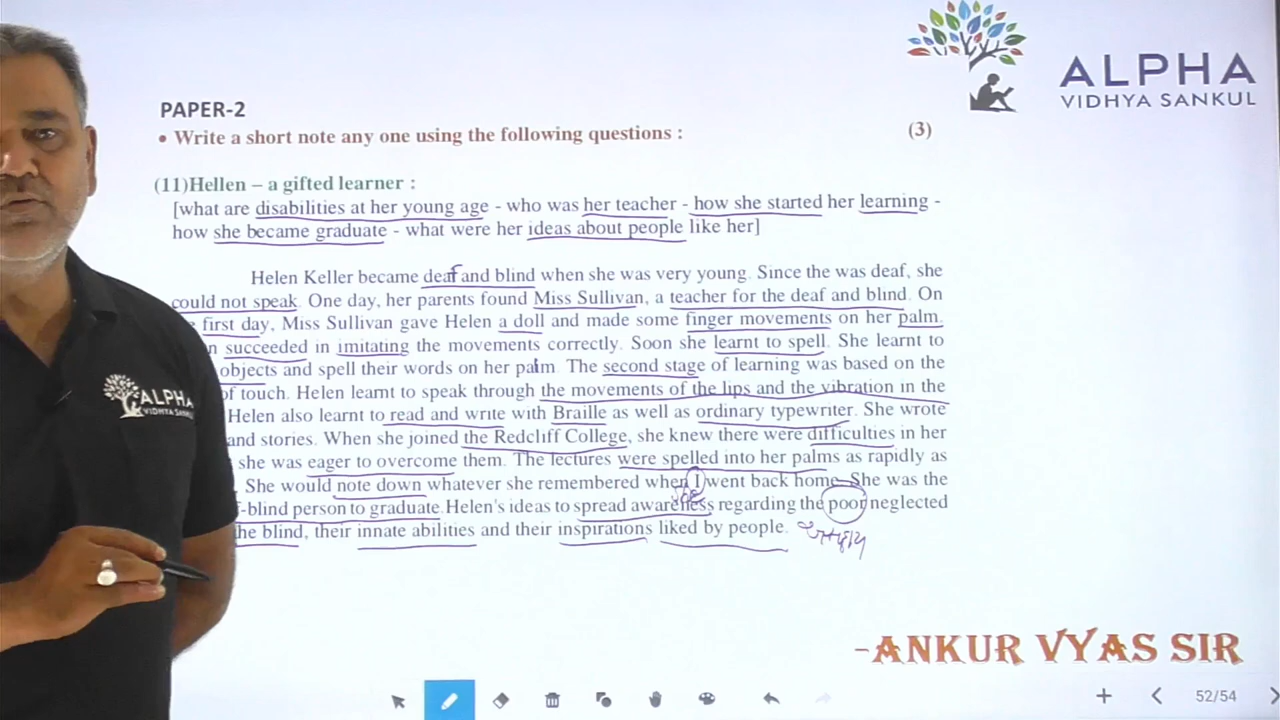 ALPHA
VIDHYA SANKUL
PAPER-2
• Write a short note any one using the following questions : (3)
(11)Hellen – a gifted learner :
[what are disabilities at her young age - who was her teacher - how she started her learning -
how she became graduate - what were her ideas about people like her]
Helen Keller became deaf and blind when she was very young. Since the was deaf, she
could not speak. One day, her parents found Miss Sullivan, a teacher for the deaf and blind. On
first day, Miss Sullivan gave Helen a doll and made some finger movements on her palm.
n succeeded in imitating the movements correctly. Soon she learnt to spell. She learnt to
objects and spell their words on her palm. The second stage of learning was based on the
of touch. Helen learnt to speak through the movements of the lips and the vibration in the
Helen also learnt to read and write with Braille as well as ordinary typewriter. She wrote
and stories. When she joined the Redcliff College, she knew there were difficulties in her
she was eager to overcome them. The lectures were spelled into her palms as rapidly as
. She would note down whatever she remembered when I went back home. She was the
f-blind person to graduate.Helen's ideas to spread awareness regarding the poor neglected
he blind, their innate abilities and their inspirations liked by people.
she
ALPHA
VIDHYA SANKUL
-ANKUR VYAS SIR
52/54